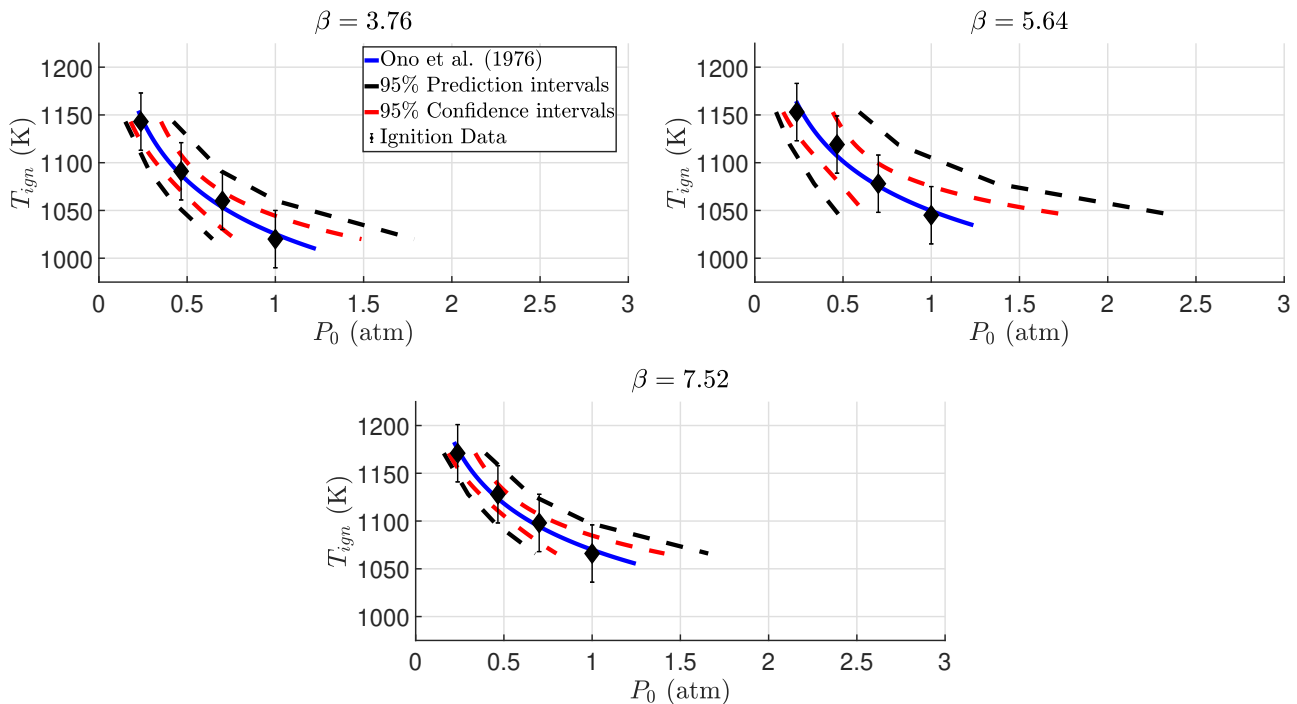 β = 3.76
1200
1150
1100
1050
1000
T_ign (K)
0 0.5 1 1.5 2 2.5 3
P_0 (atm)
Ono et al. (1976)
95% Prediction intervals
95% Confidence intervals
Ignition Data
β = 5.64
1200
1150
1100
1050
1000
T_ign (K)
0 0.5 1 1.5 2 2.5 3
P_0 (atm)
β = 7.52
1200
1150
1100
1050
1000
T_ign (K)
0 0.5 1 1.5 2 2.5 3
P_0 (atm)